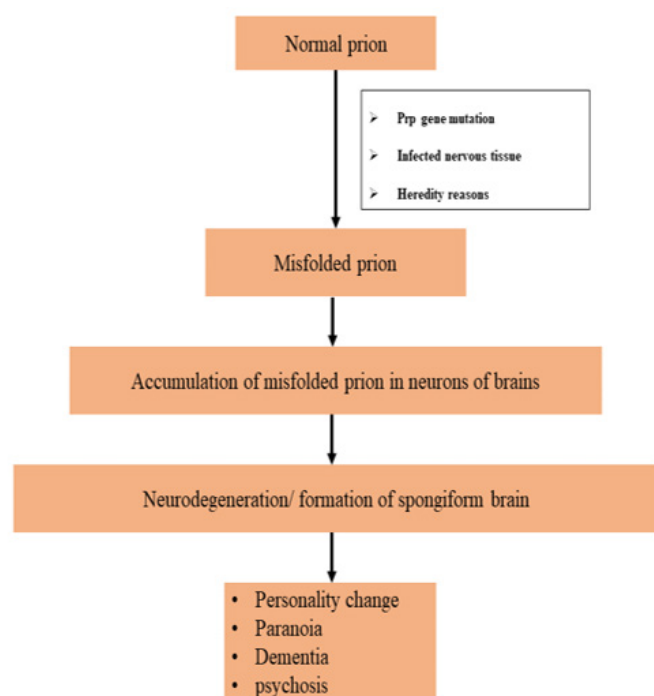 Normal prion
➢ Prp gene mutation
➢ Infected nervous tissue
➢ Heredity reasons
Misfolded prion
Accumulation of misfolded prion in neurons of brains
Neurodegeneration/ formation of spongiform brain
• Personality change
• Paranoia
• Dementia
• psychosis